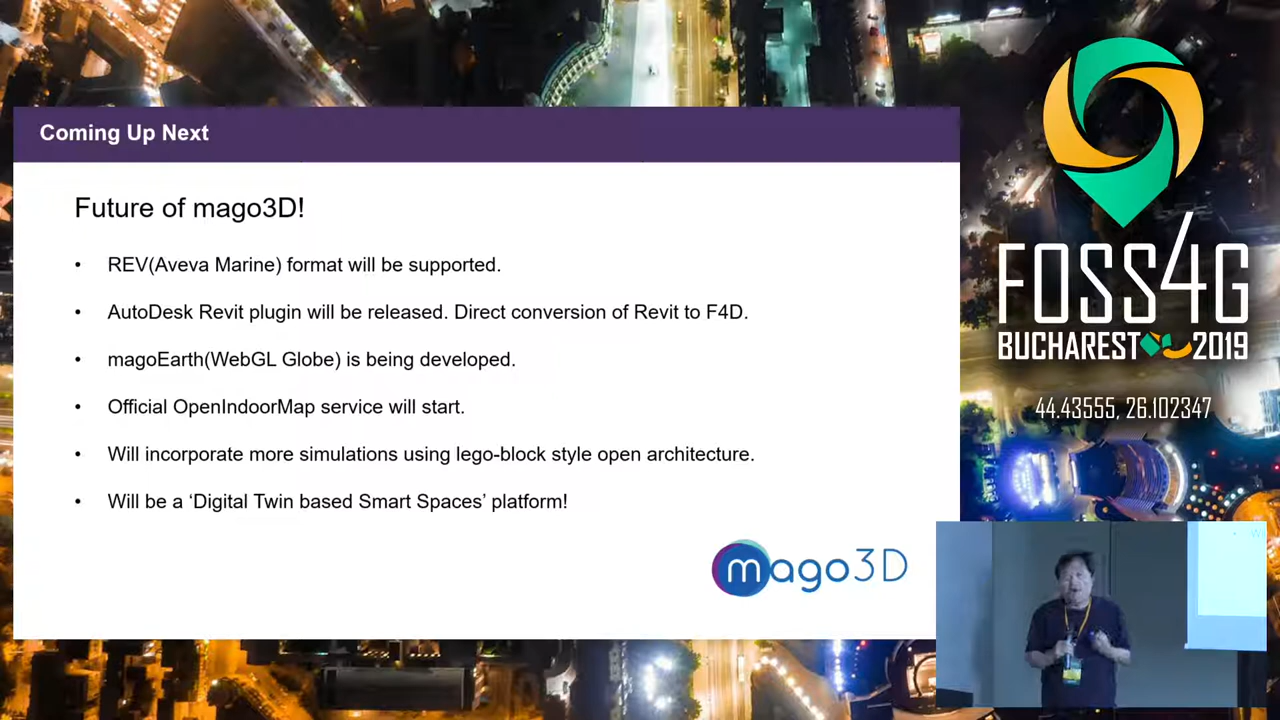 Coming Up Next
Future of mago3D!
• REV(Aveva Marine) format will be supported.
• AutoDesk Revit plugin will be released. Direct conversion of Revit to F4D.
• magoEarth(WebGL Globe) is being developed.
• Official OpenIndoorMap service will start.
• Will incorporate more simulations using lego-block style open architecture.
• Will be a ‘Digital Twin based Smart Spaces’ platform!
mago3D
FOSS4G
BUCHAREST 2019
44.43555, 26.102347